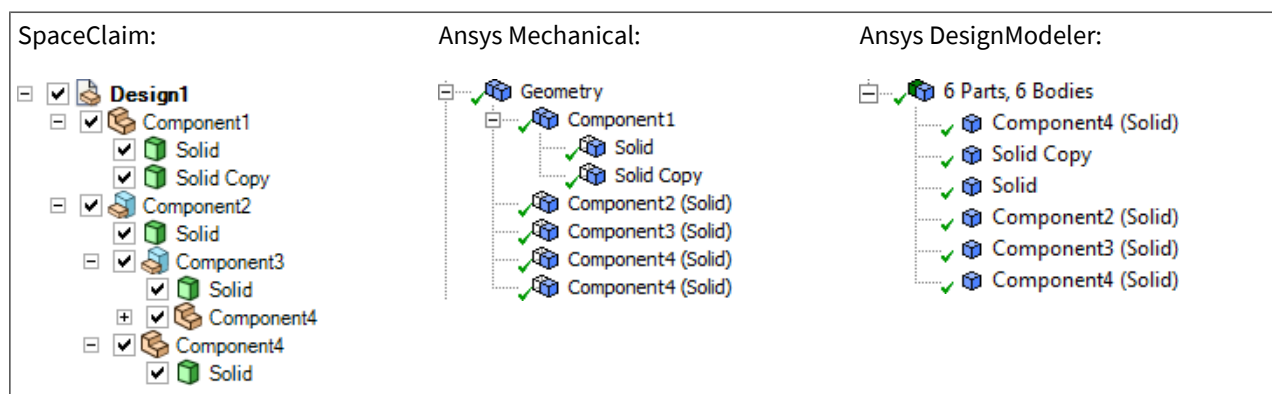 SpaceClaim:
Design1
Component1
Solid
Solid Copy
Component2
Solid
Component3
Solid
Component4
Component4
Solid
Ansys Mechanical:
Geometry
Component1
Solid
Solid Copy
Component2 (Solid)
Component3 (Solid)
Component4 (Solid)
Component4 (Solid)
Ansys DesignModeler:
6 Parts, 6 Bodies
Component4 (Solid)
Solid Copy
Solid
Component2 (Solid)
Component3 (Solid)
Component4 (Solid)